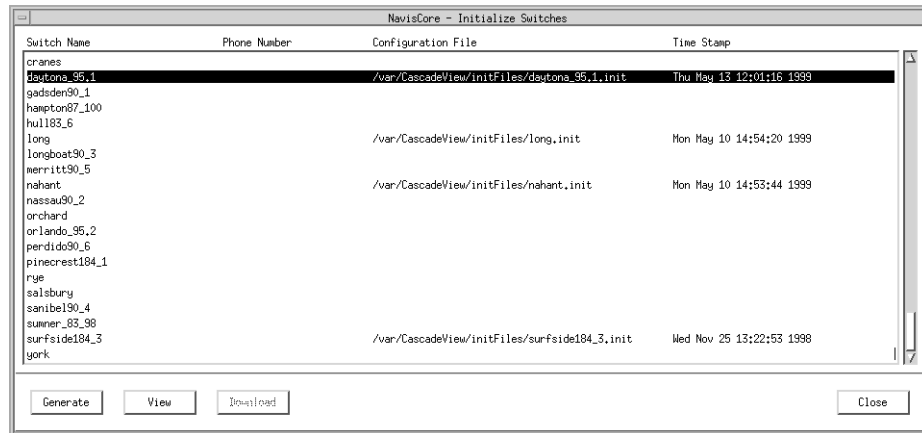 NavisCore - Initialize Switches
Switch Name Phone Number Configuration File Time Stamp
cranes
daytona_95.1 /var/CascadeView/initFiles/daytona_95.1.init Thu May 13 12:01:16 1999
gadsden90_1
hampton87_100
hull83_6
long /var/CascadeView/initFiles/long.init Mon May 10 14:54:20 1999
longboat90_3
merritt90_5
nahant /var/CascadeView/initFiles/nahant.init Mon May 10 14:53:44 1999
nassau90_2
orchard
orlando_95.2
perdido90_6
pinecrest184_1
rye
salsbury
sanibel90_4
sumner_83_98
surfside184_3 /var/CascadeView/initFiles/surfside184_3.init Wed Nov 25 13:22:53 1998
york
Generate View Download Close